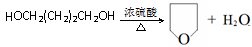 HOCH₂(CH₂)₂CH₂OH 浓硫酸 △ O + H₂O